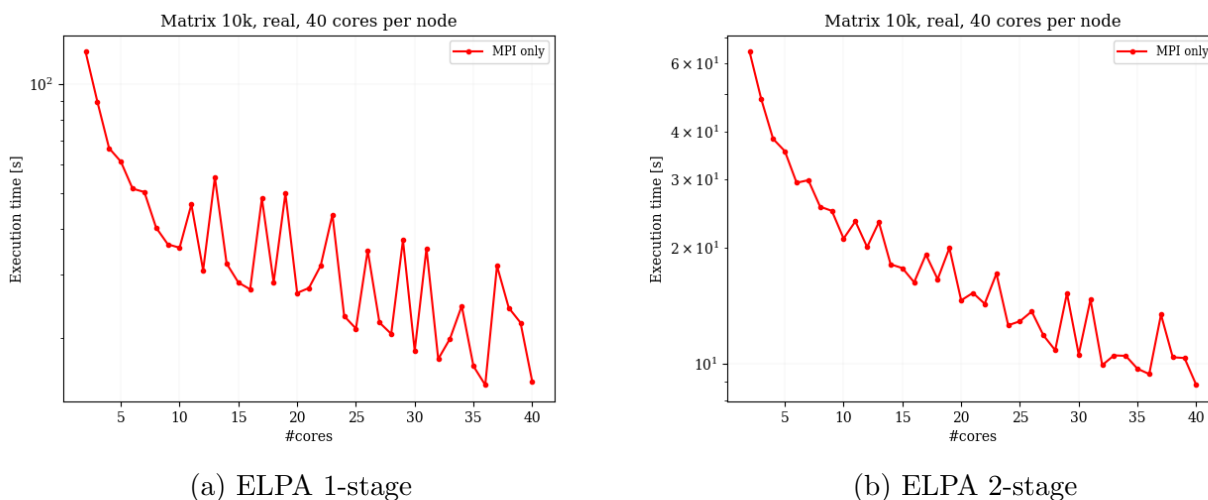 Matrix 10k, real, 40 cores per node
MPI only
10²
Execution time [s]
5 10 15 20 25 30 35 40
#cores
(a) ELPA 1-stage
Matrix 10k, real, 40 cores per node
MPI only
6 × 10¹
4 × 10¹
3 × 10¹
2 × 10¹
10¹
Execution time [s]
5 10 15 20 25 30 35 40
#cores
(b) ELPA 2-stage